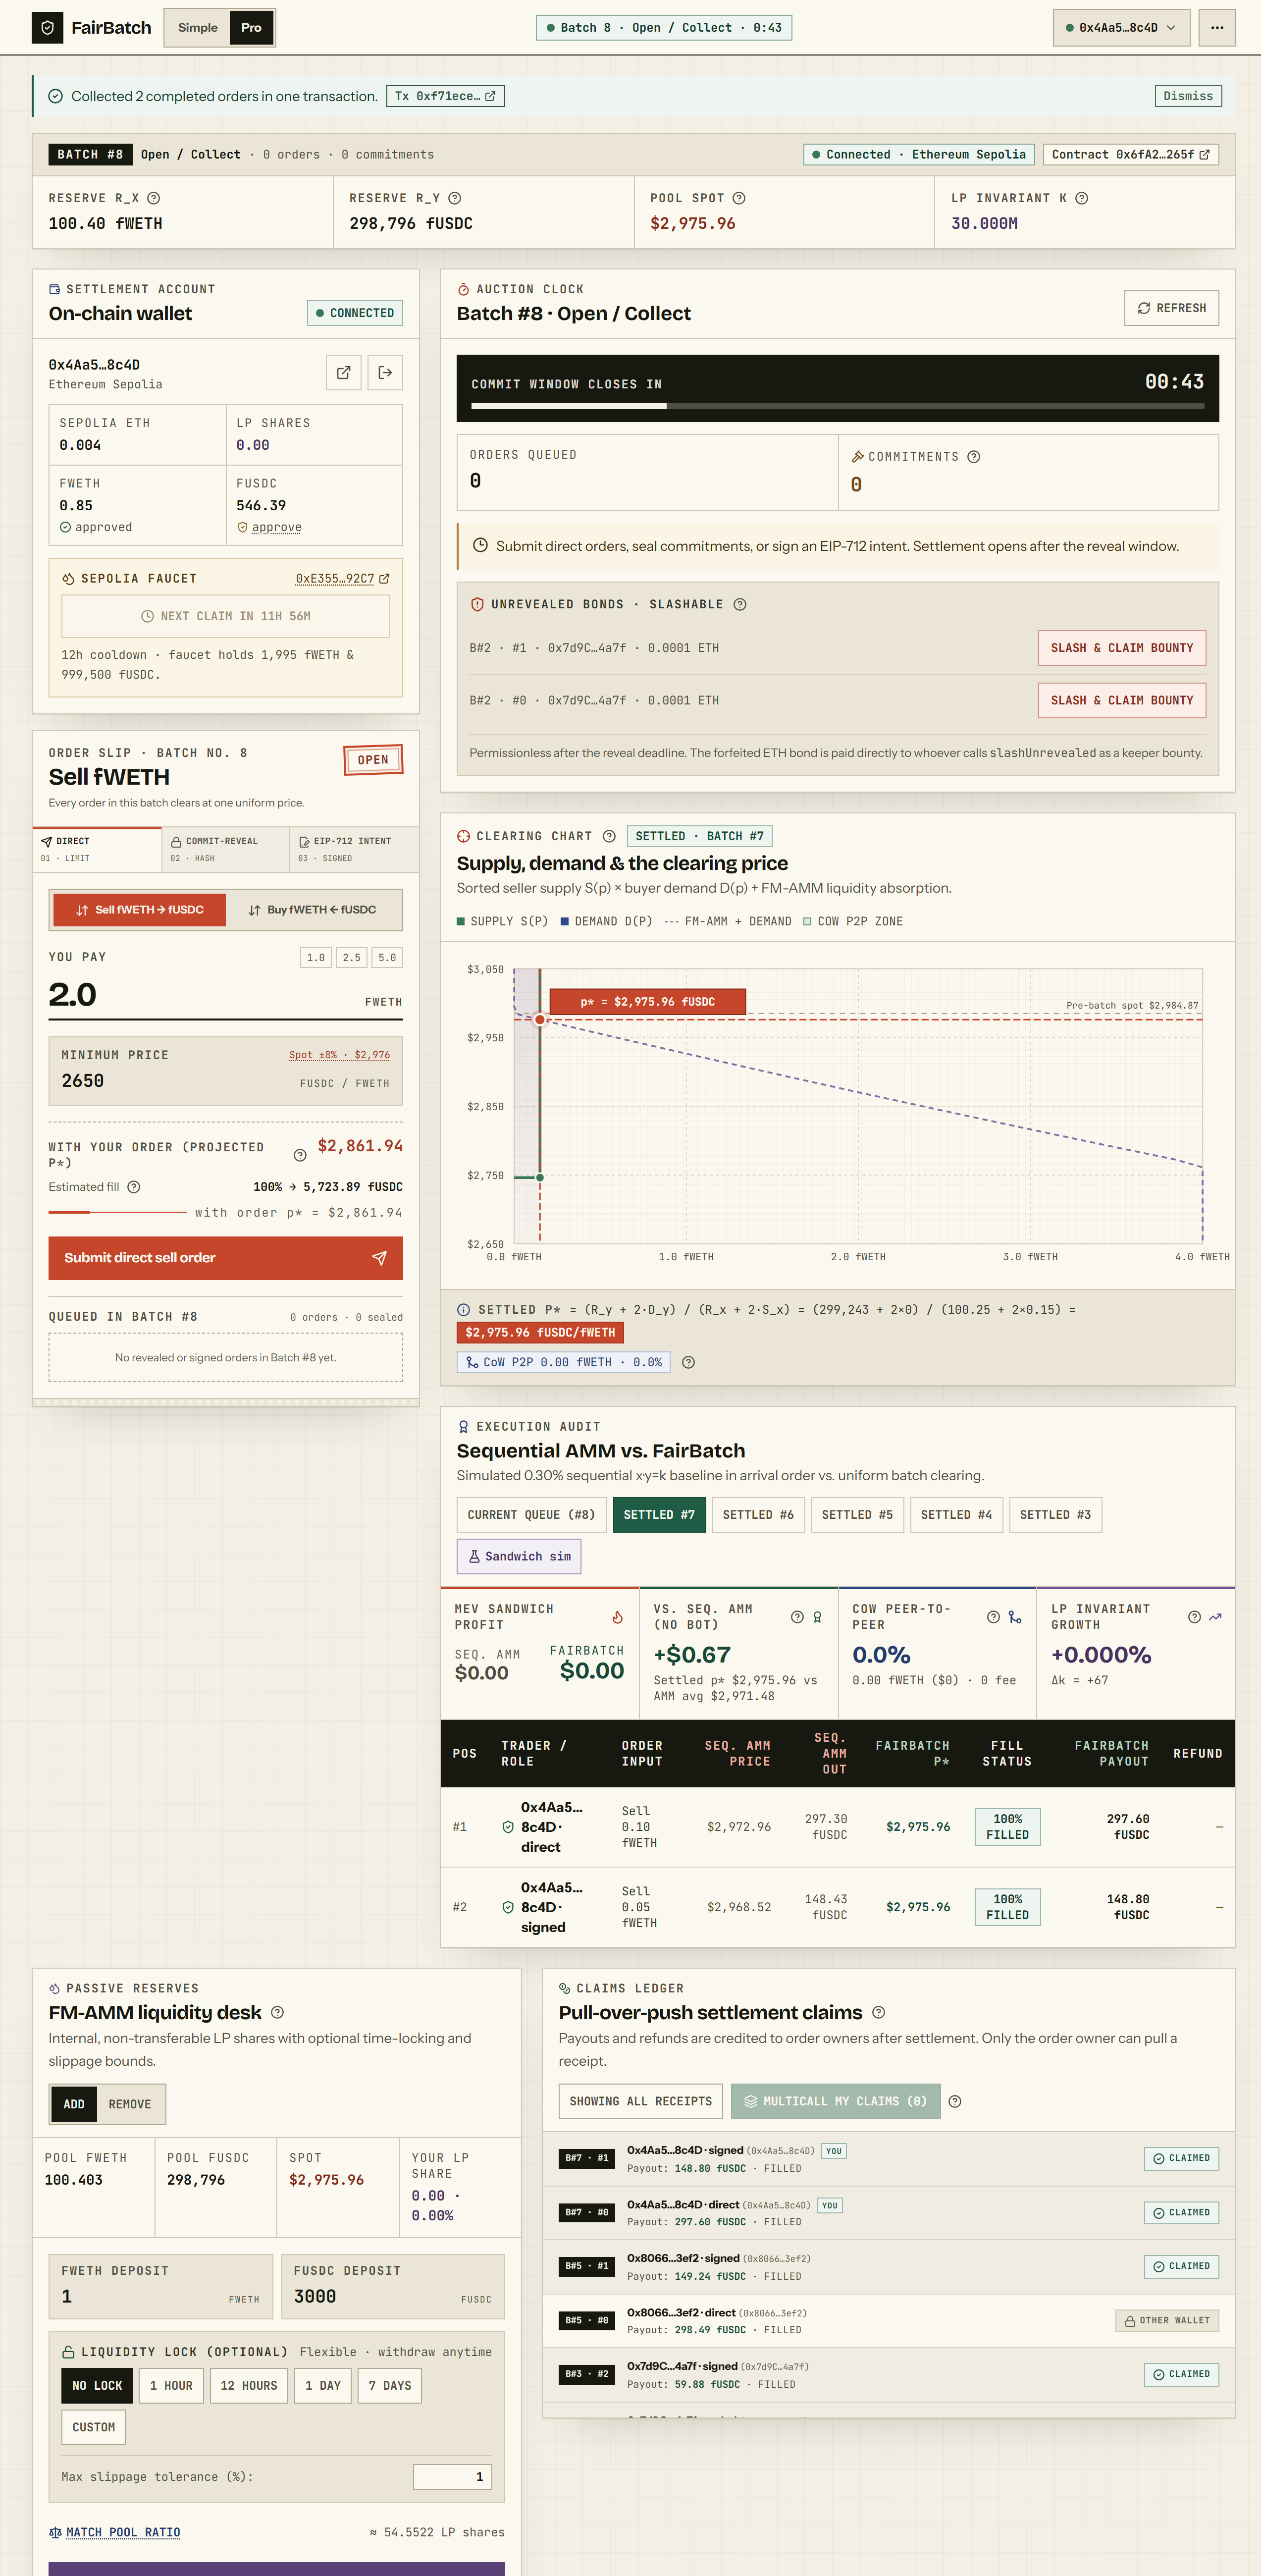 FairBatch
Simple Pro
Batch 8 · Open / Collect · 0:43
0x4Aa5…8c4D
Collected 2 completed orders in one transaction. Tx 0xf71ece…
Dismiss
BATCH #8 Open / Collect · 0 orders · 0 commitments
Connected · Ethereum Sepolia Contract 0x6fA2…265f
RESERVE R_X
100.40 fWETH
RESERVE R_Y
298,796 fUSDC
POOL SPOT
$2,975.96
LP INVARIANT K
30.000M
SETTLEMENT ACCOUNT
On-chain wallet
CONNECTED
0x4Aa5…8c4D
Ethereum Sepolia
SEPOLIA ETH
0.004
LP SHARES
0.00
FWETH
0.85
approved
FUSDC
546.39
approve
SEPOLIA FAUCET 0xE355…92C7
NEXT CLAIM IN 11H 56M
12h cooldown · faucet holds 1,995 fWETH &
999,500 fUSDC.
ORDER SLIP · BATCH NO. 8
OPEN
Sell fWETH
Every order in this batch clears at one uniform price.
DIRECT
01 · LIMIT
COMMIT-REVEAL
02 · HASH
EIP-712 INTENT
03 · SIGNED
Sell fWETH → fUSDC
Buy fWETH ← fUSDC
YOU PAY 1.0 2.5 5.0
2.0 FWETH
MINIMUM PRICE Spot ±8% · $2,976
2650 FUSDC / FWETH
WITH YOUR ORDER (PROJECTED
P*) $2,861.94
Estimated fill 100% → 5,723.89 fUSDC
with order p* = $2,861.94
Submit direct sell order
QUEUED IN BATCH #8 0 orders · 0 sealed
No revealed or signed orders in Batch #8 yet.
AUCTION CLOCK
Batch #8 · Open / Collect
REFRESH
COMMIT WINDOW CLOSES IN 00:43
ORDERS QUEUED
0
COMMITMENTS
0
Submit direct orders, seal commitments, or sign an EIP-712 intent. Settlement opens after the reveal window.
UNREVEALED BONDS · SLASHABLE
B#2 · #1 · 0x7d9C…4a7f · 0.0001 ETH SLASH & CLAIM BOUNTY
B#2 · #0 · 0x7d9C…4a7f · 0.0001 ETH SLASH & CLAIM BOUNTY
Permissionless after the reveal deadline. The forfeited ETH bond is paid directly to whoever calls slashUnrevealed as a keeper bounty.
CLEARING CHART SETTLED · BATCH #7
Supply, demand & the clearing price
Sorted seller supply S(p) × buyer demand D(p) + FM-AMM liquidity absorption.
SUPPLY S(P) DEMAND D(P) --- FM-AMM + DEMAND COW P2P ZONE
$3,050
p* = $2,975.96 fUSDC
Pre-batch spot $2,984.87
$2,950
$2,850
$2,750
$2,650
0.0 fWETH 1.0 fWETH 2.0 fWETH 3.0 fWETH 4.0 fWETH
SETTLED P* = (R_y + 2·D_y) / (R_x + 2·S_x) = (299,243 + 2×0) / (100.25 + 2×0.15) =
$2,975.96 fUSDC/fWETH
CoW P2P 0.00 fWETH · 0.0%
EXECUTION AUDIT
Sequential AMM vs. FairBatch
Simulated 0.30% sequential x·y=k baseline in arrival order vs. uniform batch clearing.
CURRENT QUEUE (#8) SETTLED #7 SETTLED #6 SETTLED #5 SETTLED #4 SETTLED #3
Sandwich sim
MEV SANDWICH
PROFIT
SEQ. AMM
$0.00
FAIRBATCH
$0.00
VS. SEQ. AMM
(NO BOT)
+$0.67
Settled p* $2,975.96 vs
AMM avg $2,971.48
COW PEER-TO-
PEER
0.0%
0.00 fWETH ($0) · 0 fee
LP INVARIANT
GROWTH
+0.000%
Δk = +67
POS
TRADER /
ROLE
ORDER
INPUT
SEQ. AMM
PRICE
SEQ.
AMM
OUT
FAIRBATCH
P*
FILL
STATUS
FAIRBATCH
PAYOUT
REFUND
#1
0x4Aa5…
8c4D ·
direct
Sell
0.10
fWETH
$2,972.96
297.30
fUSDC
$2,975.96
100%
FILLED
297.60
fUSDC
—
#2
0x4Aa5…
8c4D ·
signed
Sell
0.05
fWETH
$2,968.52
148.43
fUSDC
$2,975.96
100%
FILLED
148.80
fUSDC
—
PASSIVE RESERVES
FM-AMM liquidity desk
Internal, non-transferable LP shares with optional time-locking and
slippage bounds.
ADD REMOVE
POOL FWETH
100.403
POOL FUSDC
298,796
SPOT
$2,975.96
YOUR LP
SHARE
0.00 ·
0.00%
FWETH DEPOSIT
1 FWETH
FUSDC DEPOSIT
3000 FUSDC
LIQUIDITY LOCK (OPTIONAL) Flexible · withdraw anytime
NO LOCK 1 HOUR 12 HOURS 1 DAY 7 DAYS
CUSTOM
Max slippage tolerance (%): 1
MATCH POOL RATIO ≈ 54.5522 LP shares
CLAIMS LEDGER
Pull-over-push settlement claims
Payouts and refunds are credited to order owners after settlement. Only the order owner can pull a
receipt.
SHOWING ALL RECEIPTS MULTICALL MY CLAIMS (0)
B#7 · #1 0x4Aa5…8c4D · signed (0x4Aa5…8c4D) YOU
Payout: 148.80 fUSDC · FILLED
CLAIMED
B#7 · #0 0x4Aa5…8c4D · direct (0x4Aa5…8c4D) YOU
Payout: 297.60 fUSDC · FILLED
CLAIMED
B#5 · #1 0x8066…3ef2 · signed (0x8066…3ef2)
Payout: 149.24 fUSDC · FILLED
CLAIMED
B#5 · #0 0x8066…3ef2 · direct (0x8066…3ef2)
Payout: 298.49 fUSDC · FILLED
OTHER WALLET
B#3 · #2 0x7d9C…4a7f · signed (0x7d9C…4a7f)
Payout: 59.88 fUSDC · FILLED
CLAIMED